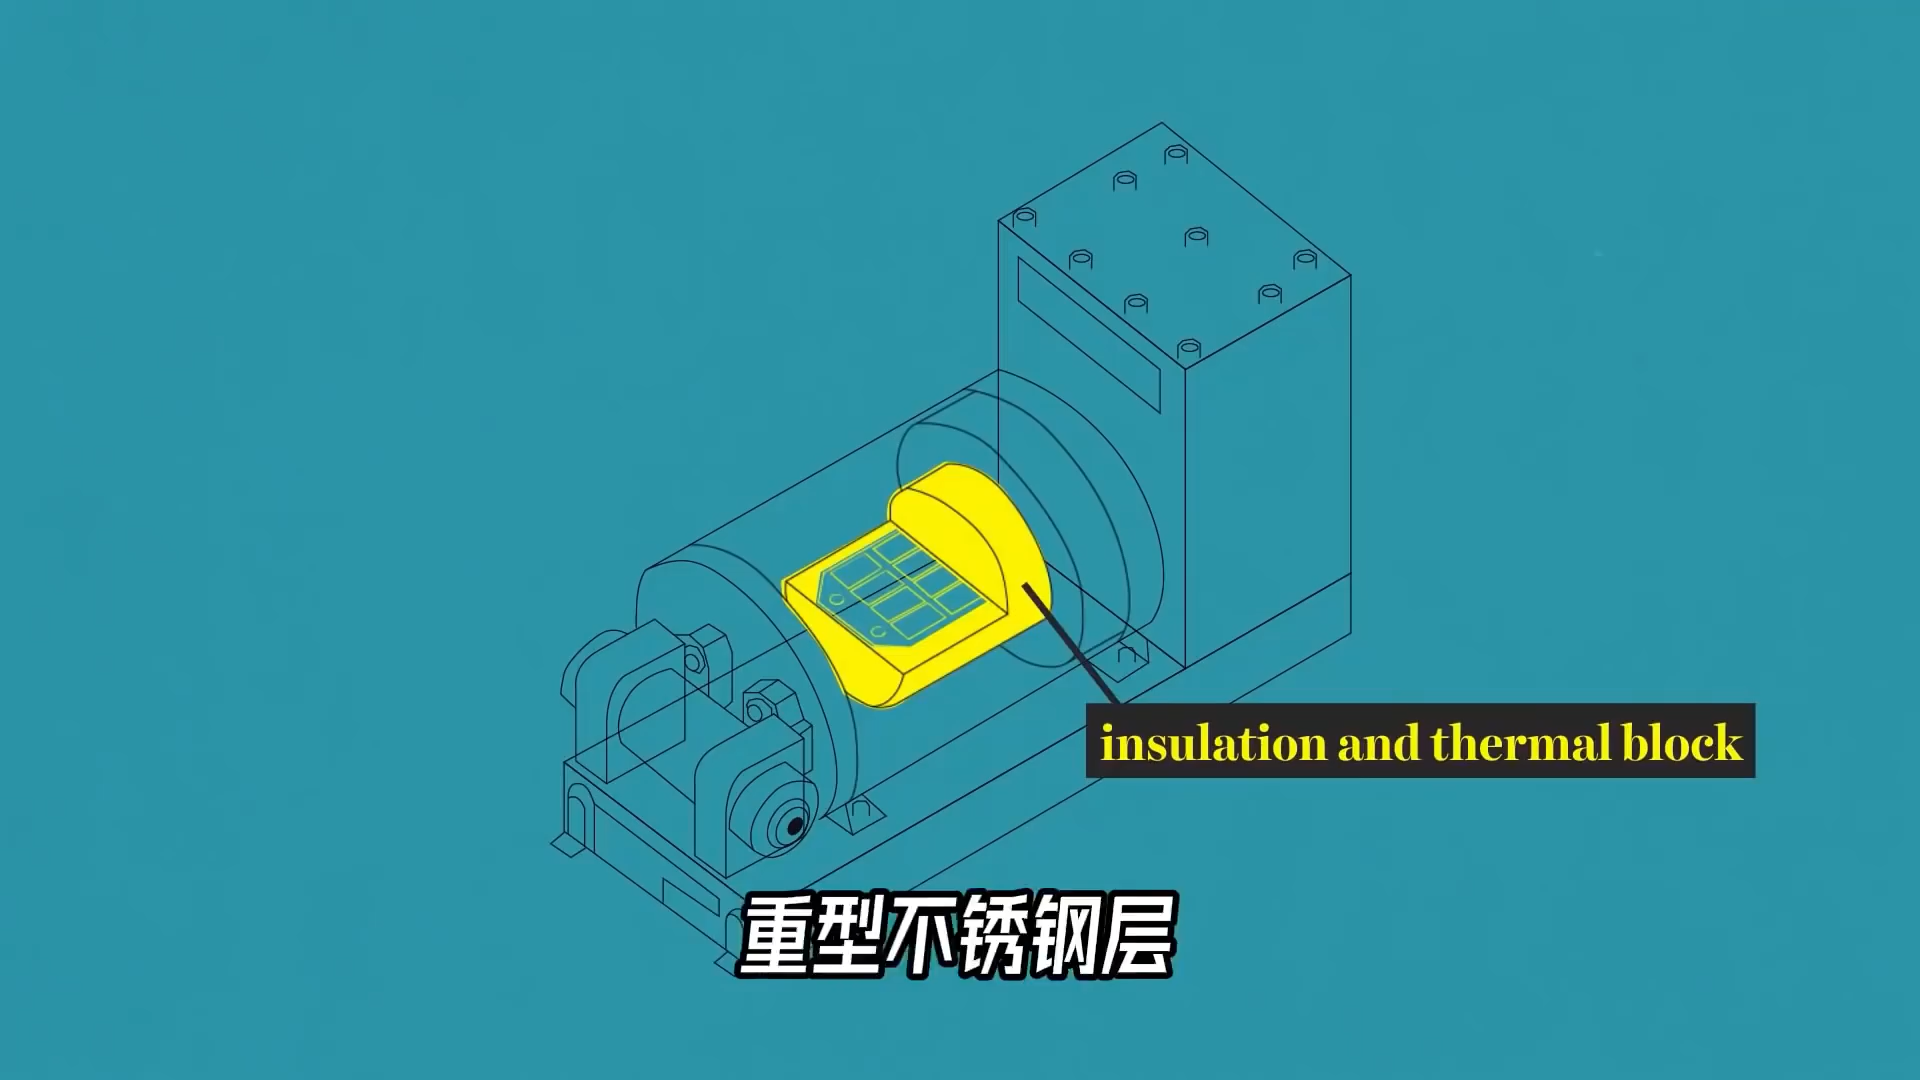 insulation and thermal block
重型不锈钢层